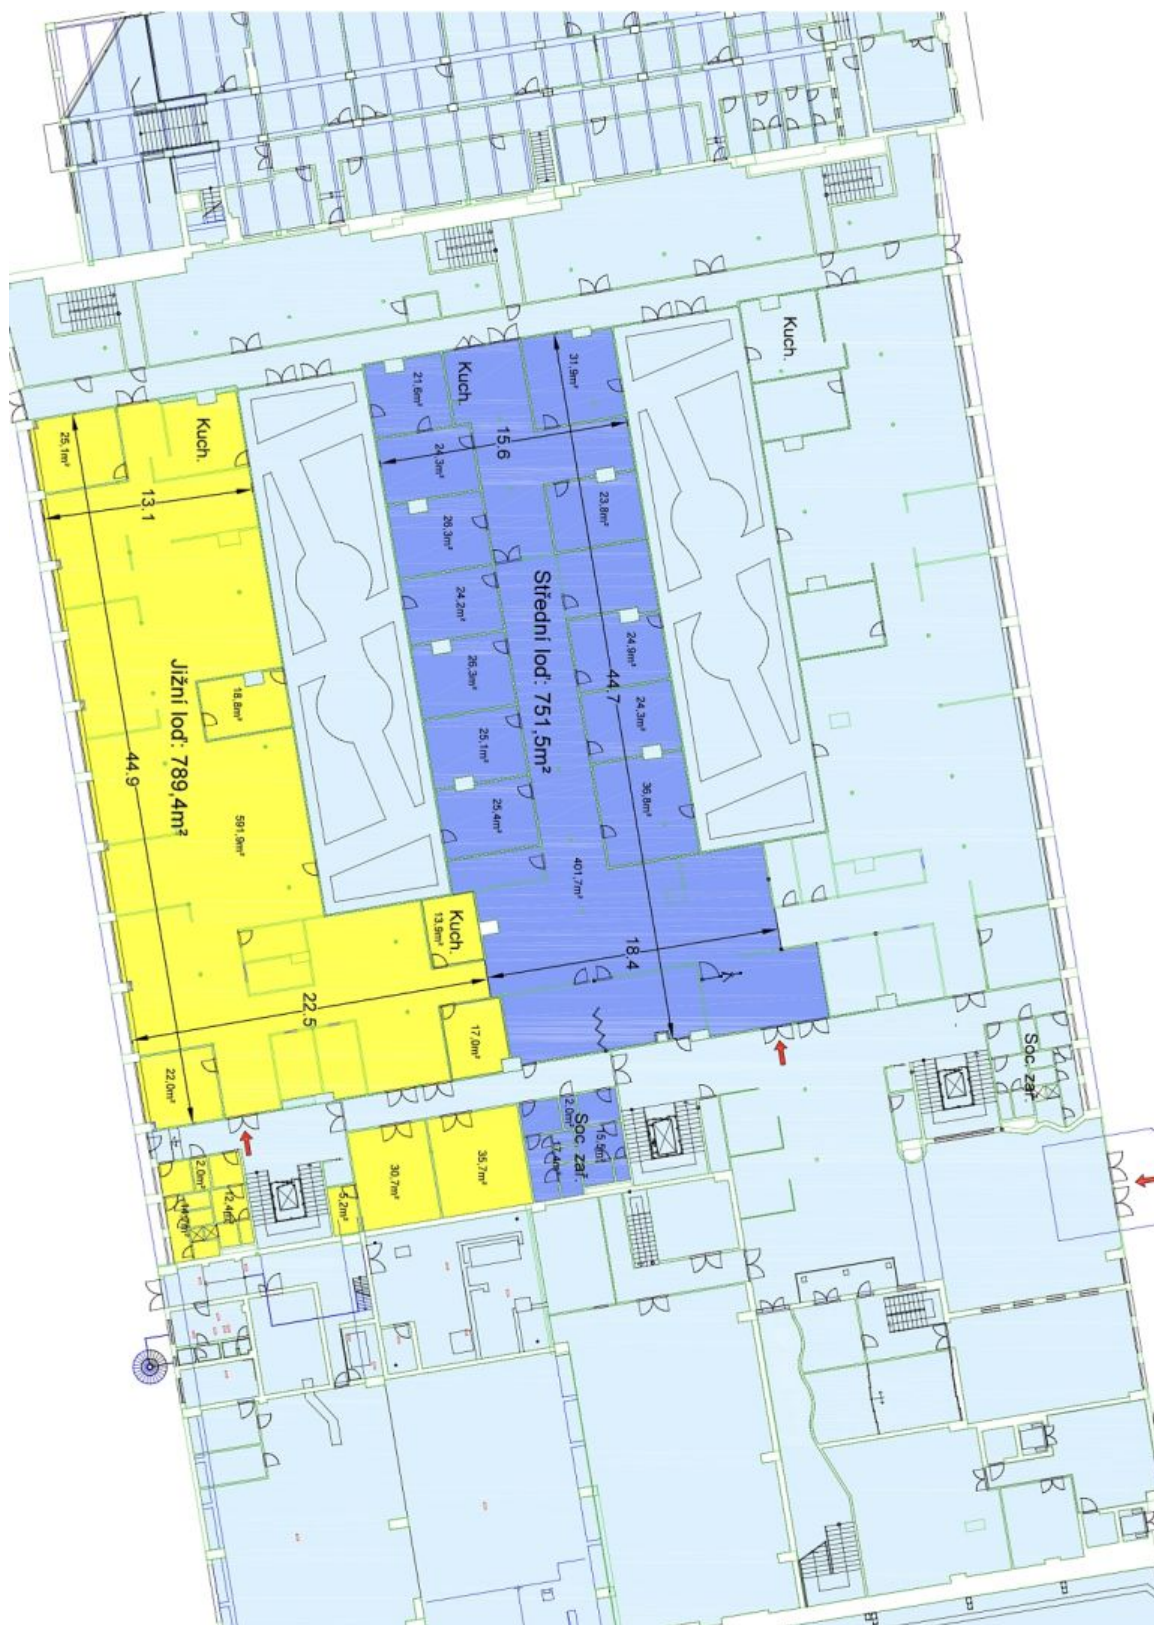 Kuch.
31,9m²
21,6m²
Kuch.
25,1m²
Kuch.
15.6
24,3m²
13.1
23,8m²
26,3m²
Střední loď: 751,5m²
24,2m²
24,9m²
26,3m²
44.7
24,3m²
Jižní loď: 789,4m²
18,8m²
25,1m²
44.9
36,8m²
25,4m²
591,9m²
401,7m²
Kuch.
13,9m²
18.4
22.5
17,0m²
Soc. zař.
22,0m²
2,0m²
Soc. zař.
15,5m²
17,4m²
35,7m²
30,7m²
2,0m²
12,4m²
5,2m²